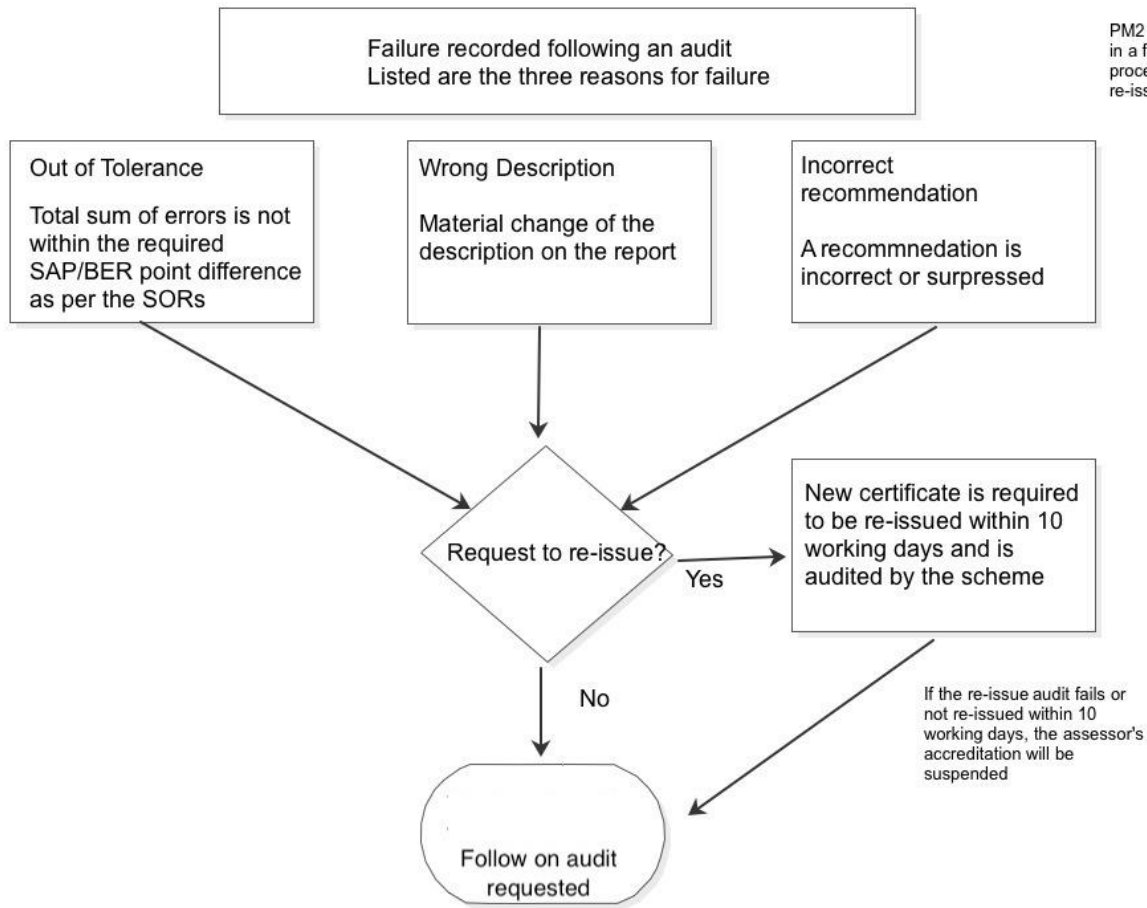 Failure recorded following an audit
Listed are the three reasons for failure
PM2
in a f
proce
re-iss
Out of Tolerance
Total sum of errors is not
within the required
SAP/BER point difference
as per the SORs
Wrong Description
Material change of the
description on the report
Incorrect
recommendation
A recommnedation is
incorrect or surpressed
Request to re-issue?
Yes
No
New certificate is required
to be re-issued within 10
working days and is
audited by the scheme
If the re-issue audit fails or
not re-issued within 10
working days, the assessor's
accreditation will be
suspended
Follow on audit
requested